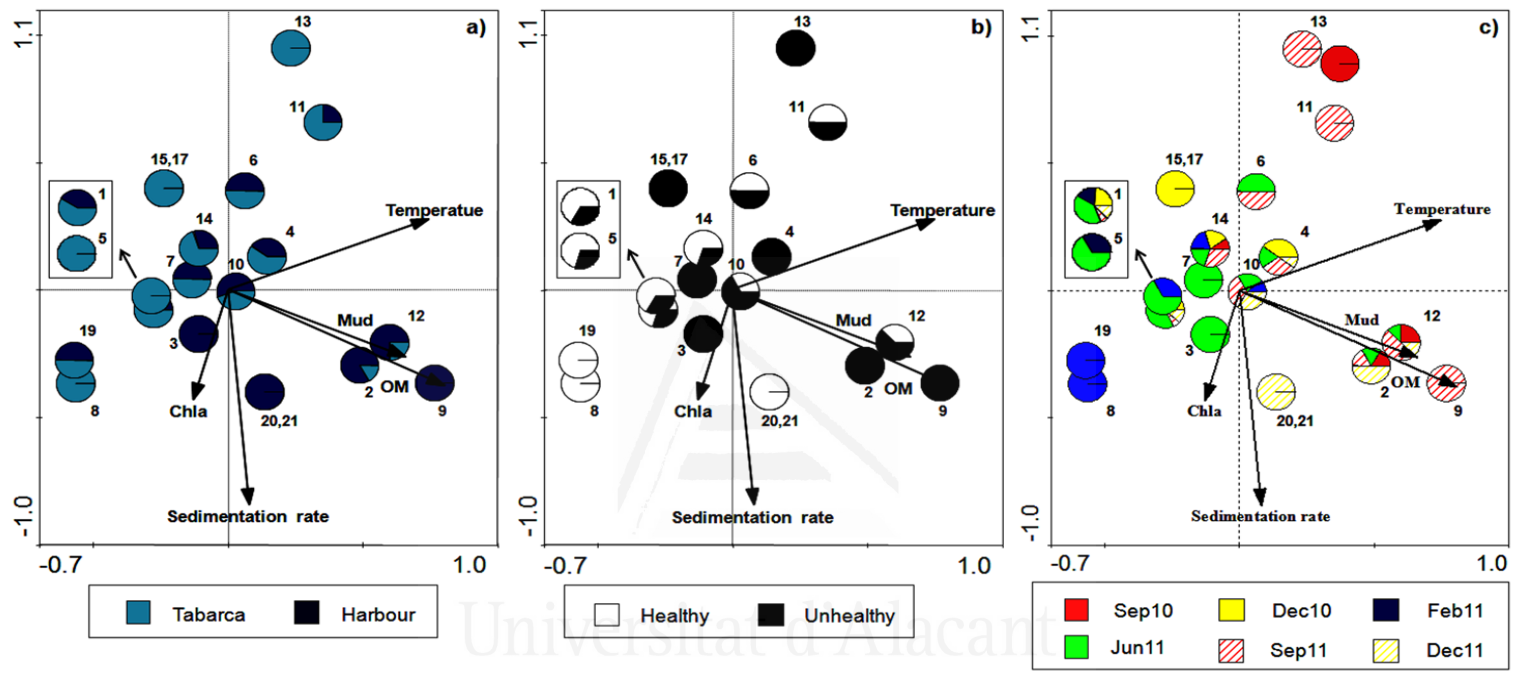 a)
1.1
13
11
15,17
6
1
5
14
4
7
10
Temperatue
Mud
12
19
3
2
OM
9
8
Chla
20,21
Sedimentation rate
-1.0
-0.7
1.0
Tabarca
Harbour
b)
1.1
13
11
15,17
6
1
5
14
4
7
10
Temperature
Mud
12
19
3
2
OM
9
8
Chla
20,21
Sedimentation rate
-1.0
-0.7
1.0
Healthy
Unhealthy
c)
1.1
13
11
15,17
6
1
5
14
4
7
10
Temperature
Mud
12
19
3
2
OM
9
8
Chla
20,21
Sedimentation rate
-1.0
-0.7
1.0
Sep10
Dec10
Feb11
Jun11
Sep11
Dec11
Universitat d'Alacant